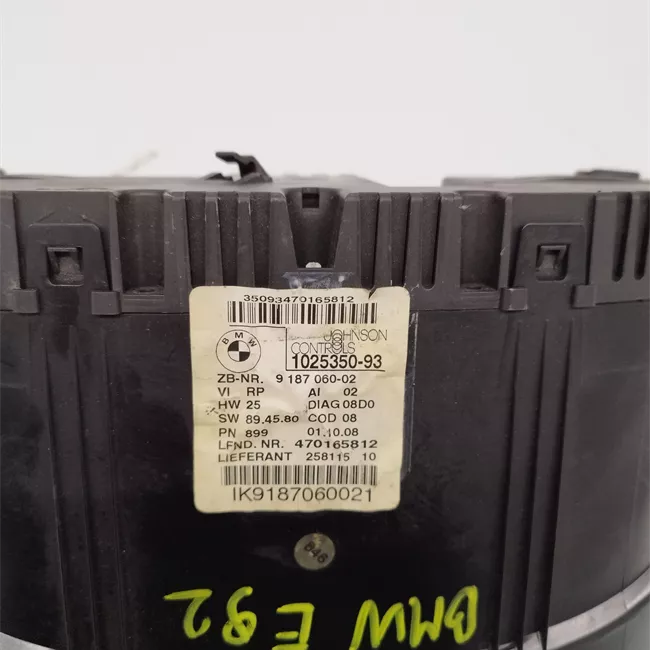 35093470165812
BMW
JOHNSON
CONTROLS
1025350-93
ZB-NR. 9 187 060-02
VI RP AI 02
HW 25 DIAG 08D0
SW 89.45.80 COD 08
PN 899 01.10.08
LFND. NR. 470165812
LIEFERANT 258115 10
IK9187060021
846
BMW E92